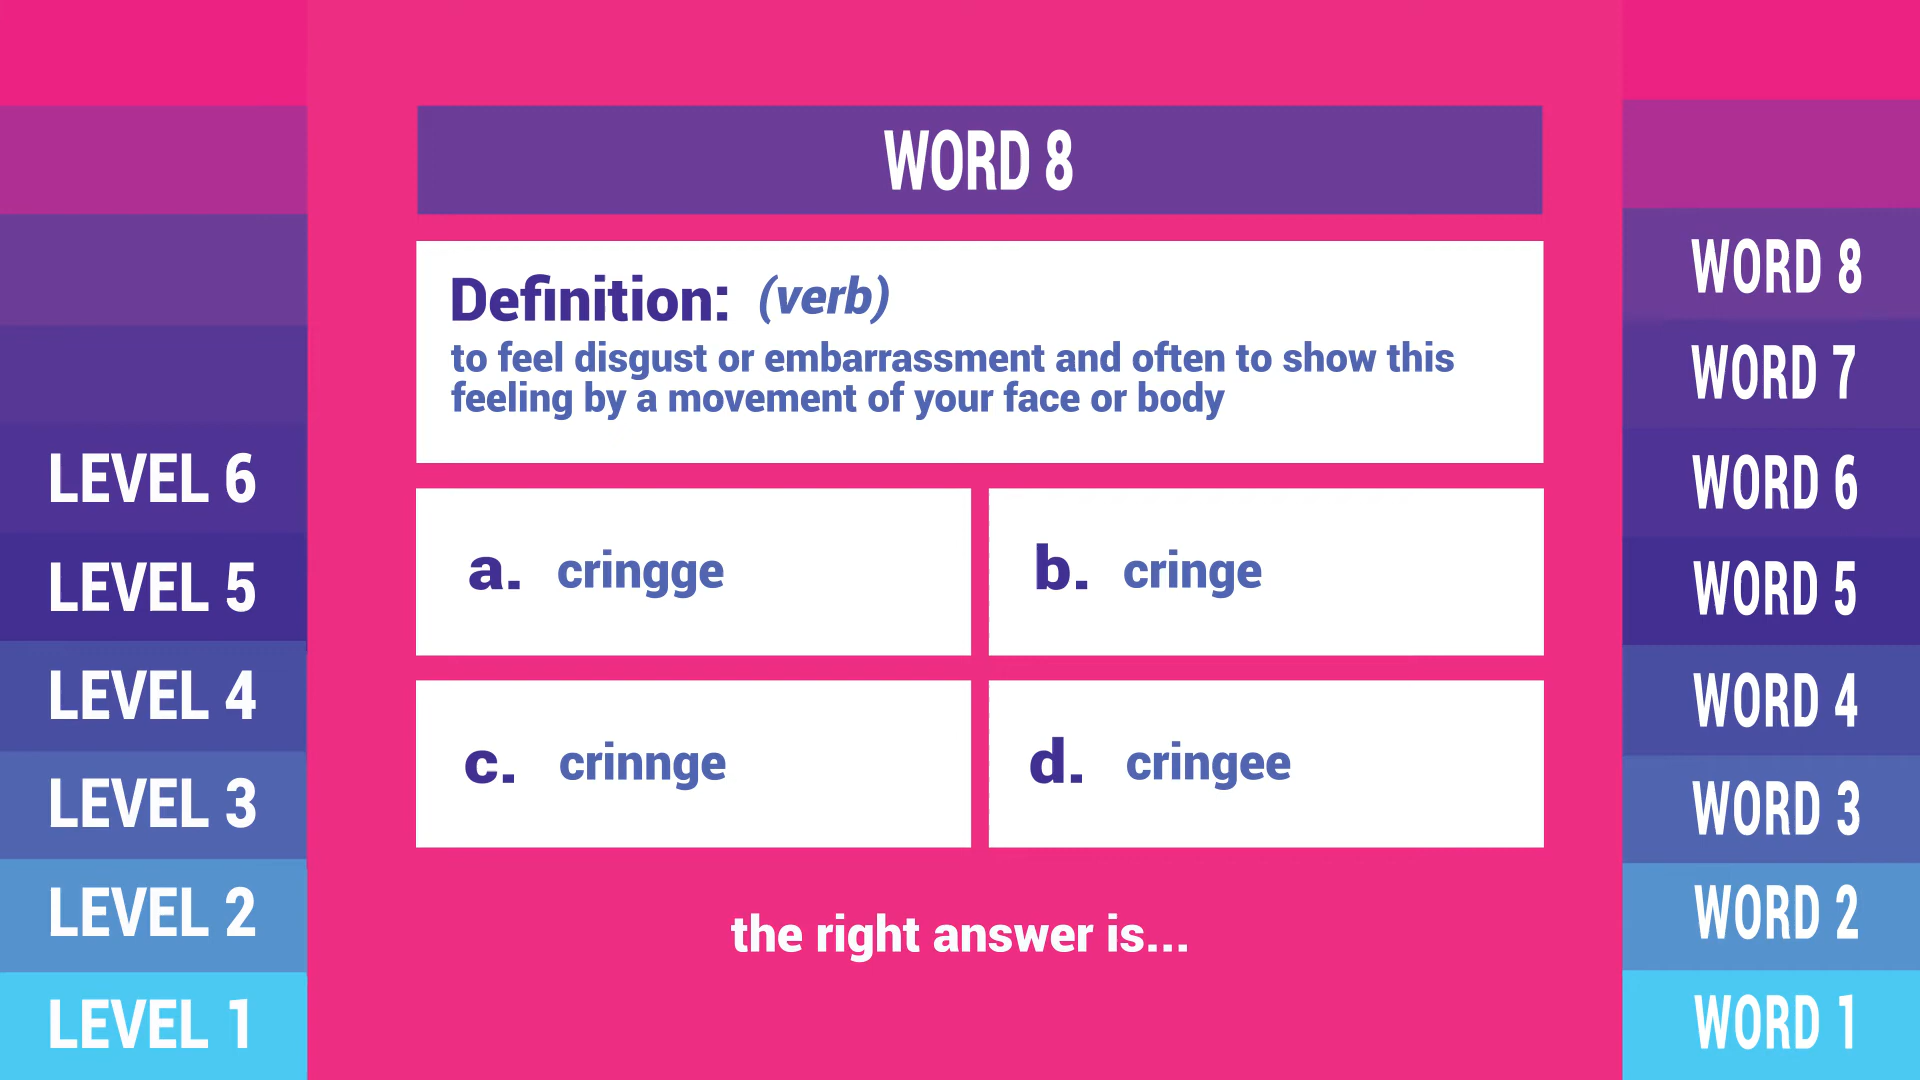 WORD 8
Definition: (verb)
to feel disgust or embarrassment and often to show this
feeling by a movement of your face or body
a. cringge
b. cringe
c. crinnge
d. cringee
the right answer is...
LEVEL 6
LEVEL 5
LEVEL 4
LEVEL 3
LEVEL 2
LEVEL 1
WORD 8
WORD 7
WORD 6
WORD 5
WORD 4
WORD 3
WORD 2
WORD 1